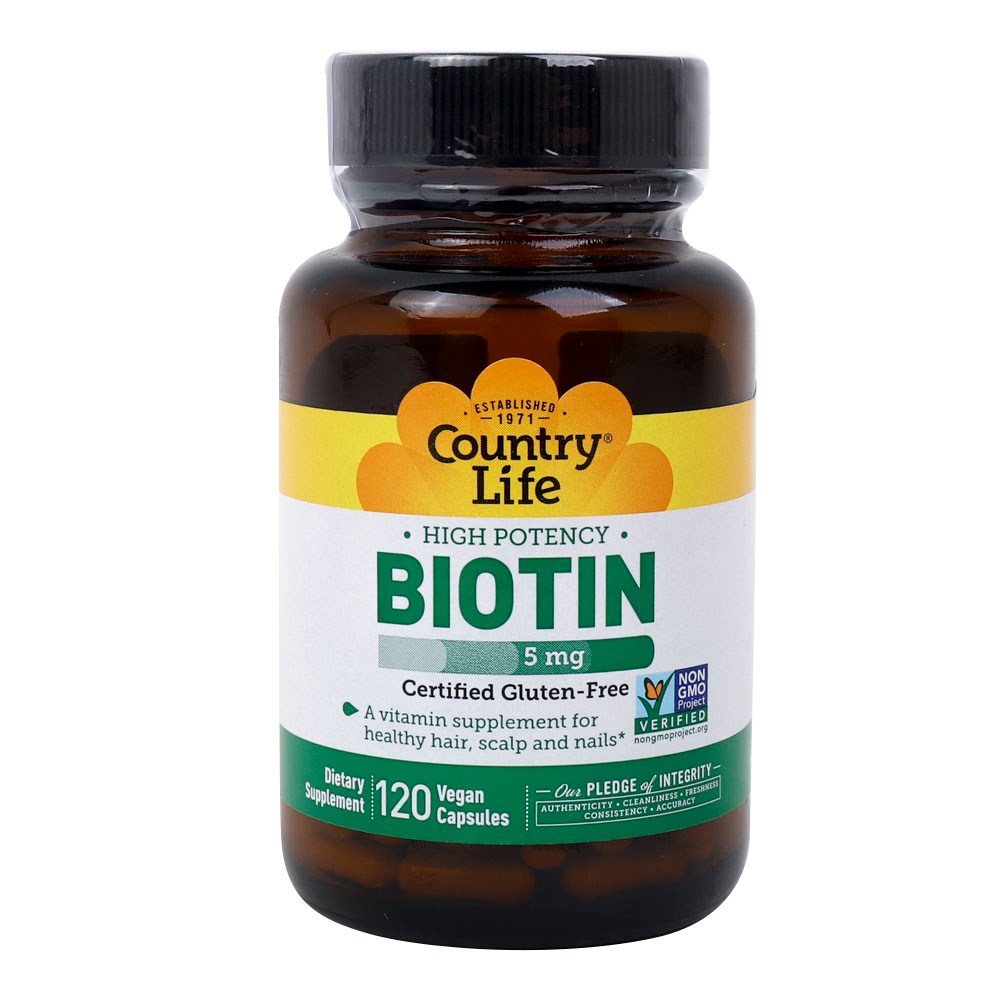 • ESTABLISHED •
—1971—
Country®
Life
• HIGH POTENCY •
BIOTIN
5 mg
Certified Gluten-Free
A vitamin supplement for
healthy hair, scalp and nails*
NON
GMO
Project
VERIFIED
nongmoproject.org
Dietary
Supplement
120 Vegan
Capsules
— Our PLEDGE of INTEGRITY —
AUTHENTICITY • CLEANLINESS • FRESHNESS
CONSISTENCY • ACCURACY